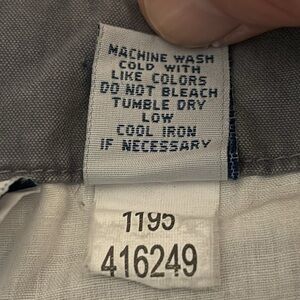 MACHINE WASH
COLD WITH
LIKE COLORS
DO NOT BLEACH
TUMBLE DRY
LOW
COOL IRON
IF NECESSARY
1195
416249